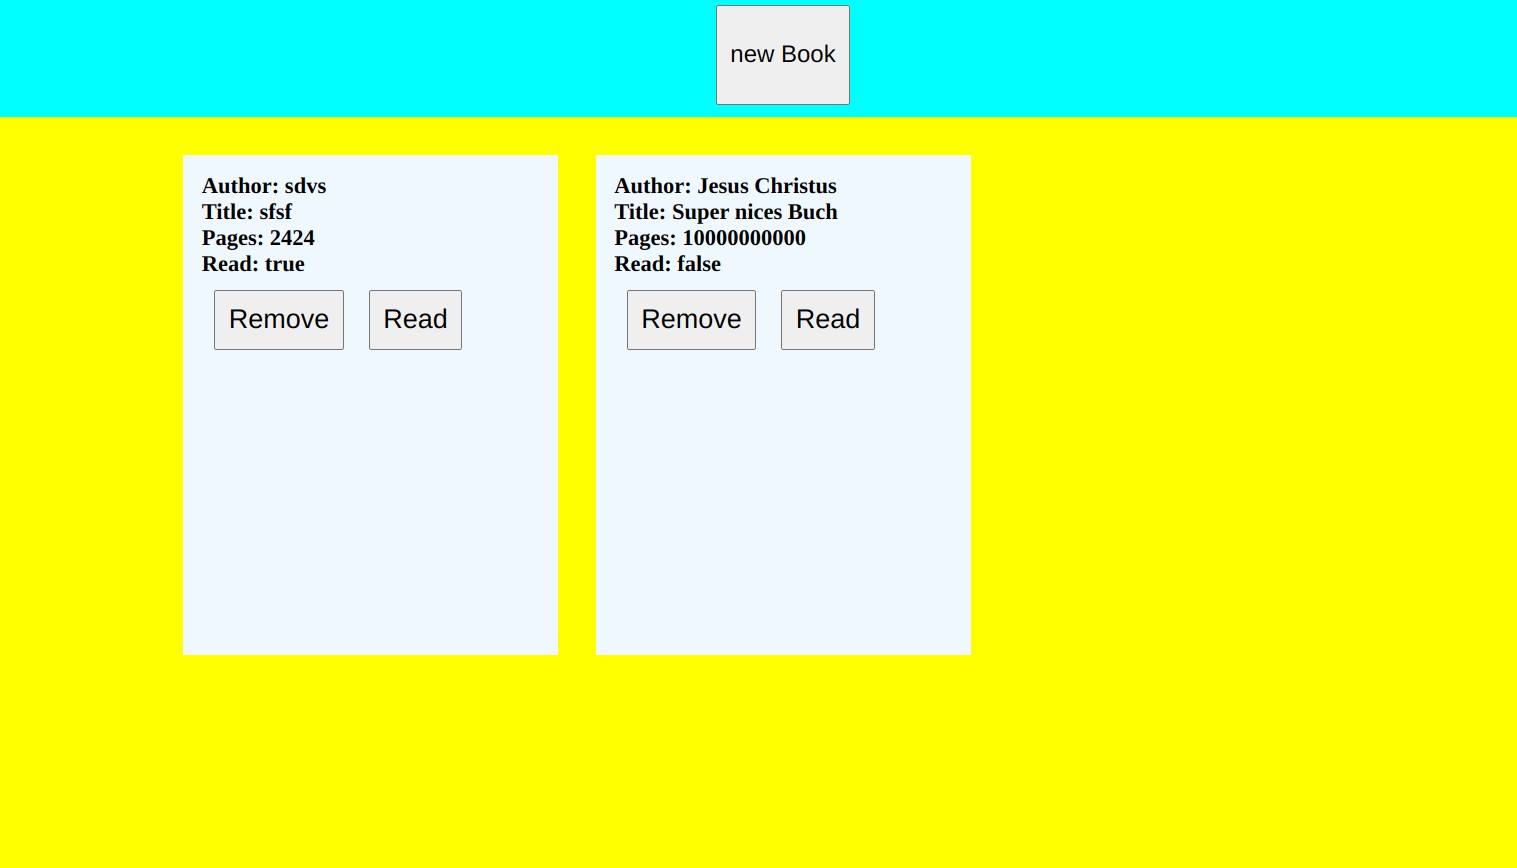 new Book
Author: sdvs
Title: sfsf
Pages: 2424
Read: true
Remove
Read
Author: Jesus Christus
Title: Super nices Buch
Pages: 10000000000
Read: false
Remove
Read